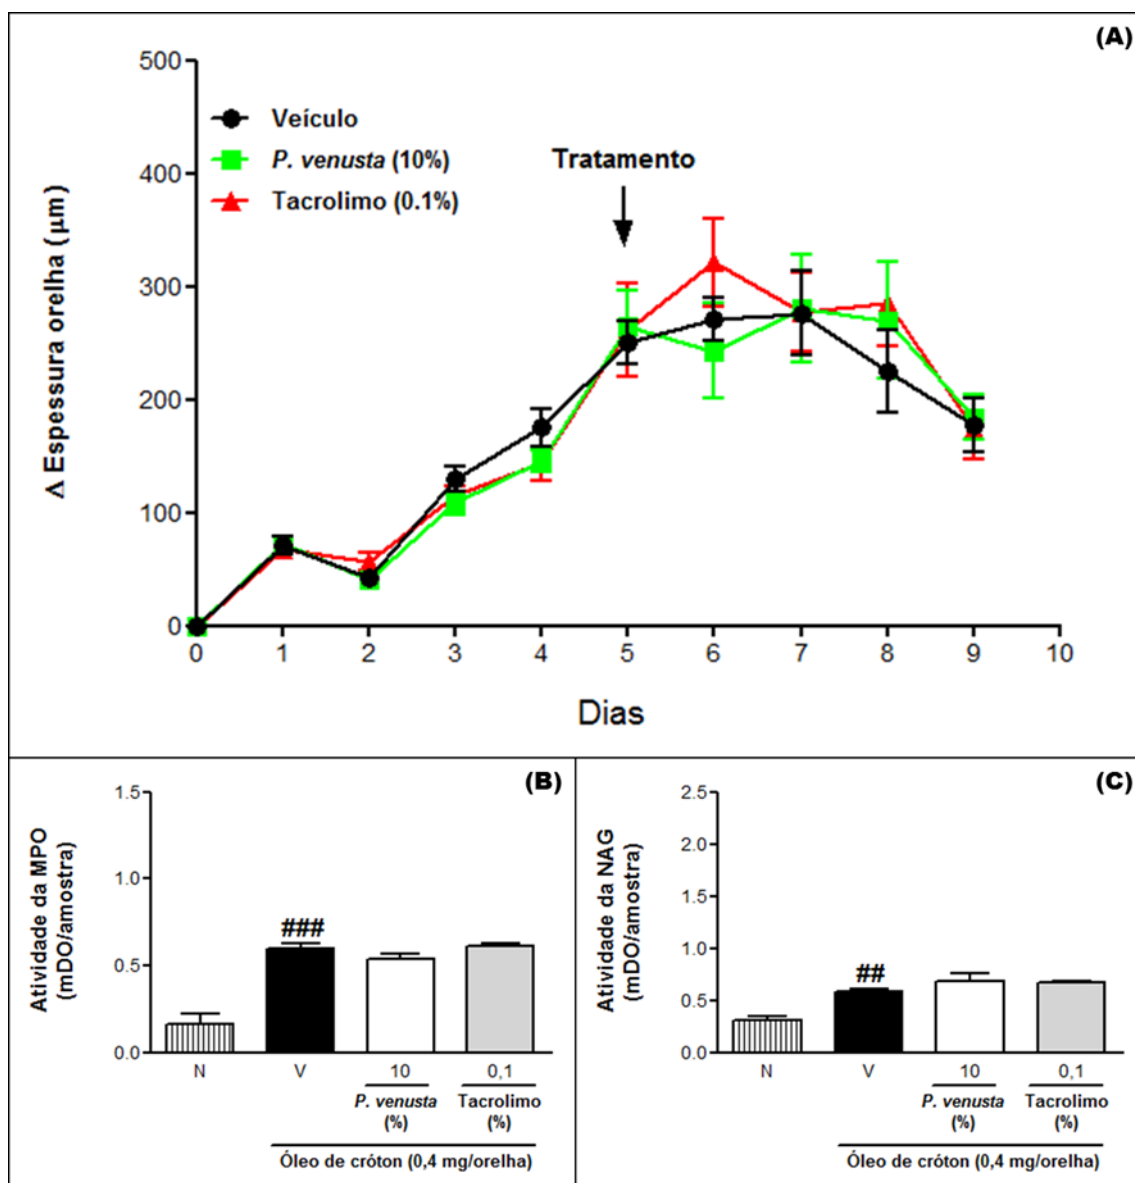 (A)
500
400
300
200
100
0
Δ Espessura orelha (μm)
Veículo
P. venusta (10%)
Tacrolimo (0.1%)
Tratamento
0 1 2 3 4 5 6 7 8 9 10
Dias
(B)
Atividade da MPO
(mDO/amostra)
1.5
1.0
0.5
0.0
###
N V 10 0,1
P. venusta Tacrolimo
(%) (%)
Óleo de cróton (0,4 mg/orelha)
(C)
Atividade da NAG
(mDO/amostra)
2.5
2.0
1.5
1.0
0.5
0.0
##
N V 10 0,1
P. venusta Tacrolimo
(%) (%)
Óleo de cróton (0,4 mg/orelha)